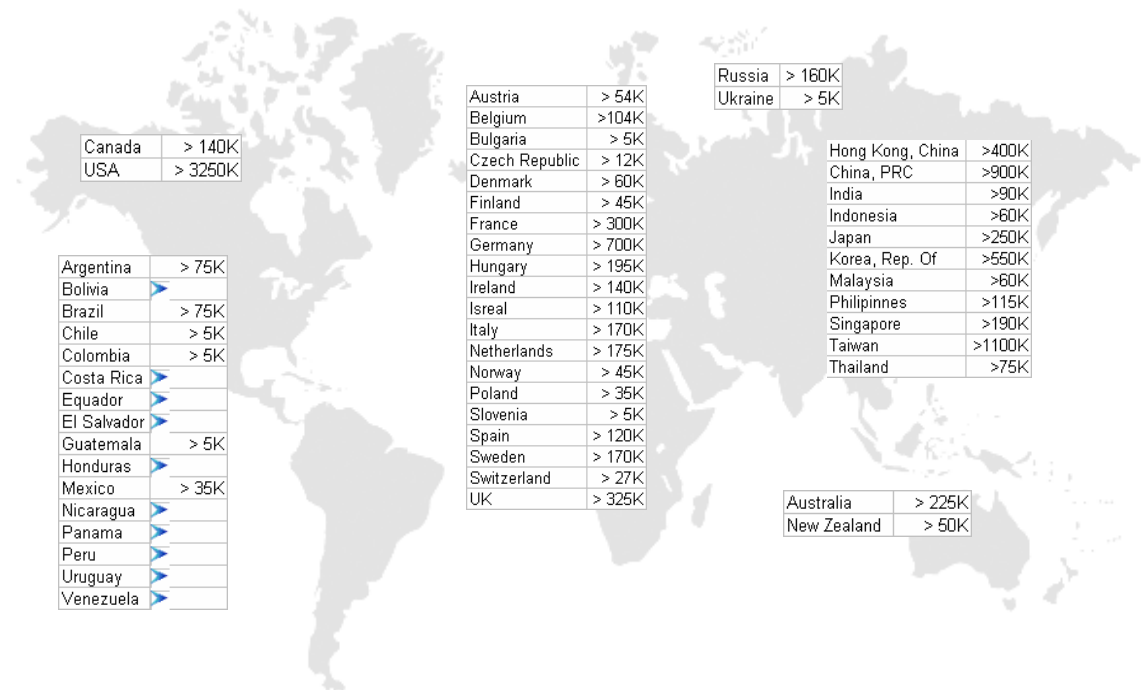 Canada > 140K
USA > 3250K
Argentina > 75K
Bolivia
Brazil > 75K
Chile > 5K
Colombia > 5K
Costa Rica
Equador
El Salvador
Guatemala > 5K
Honduras
Mexico > 35K
Nicaragua
Panama
Peru
Uruguay
Venezuela
Austria > 54K
Belgium >104K
Bulgaria > 5K
Czech Republic > 12K
Denmark > 60K
Finland > 45K
France > 300K
Germany > 700K
Hungary > 195K
Ireland > 140K
Isreal > 110K
Italy > 170K
Netherlands > 175K
Norway > 45K
Poland > 35K
Slovenia > 5K
Spain > 120K
Sweden > 170K
Switzerland > 27K
UK > 325K
Russia > 160K
Ukraine > 5K
Hong Kong, China >400K
China, PRC >900K
India >90K
Indonesia >60K
Japan >250K
Korea, Rep. Of >550K
Malaysia >60K
Philipinnes >115K
Singapore >190K
Taiwan >1100K
Thailand >75K
Australia > 225K
New Zealand > 50K